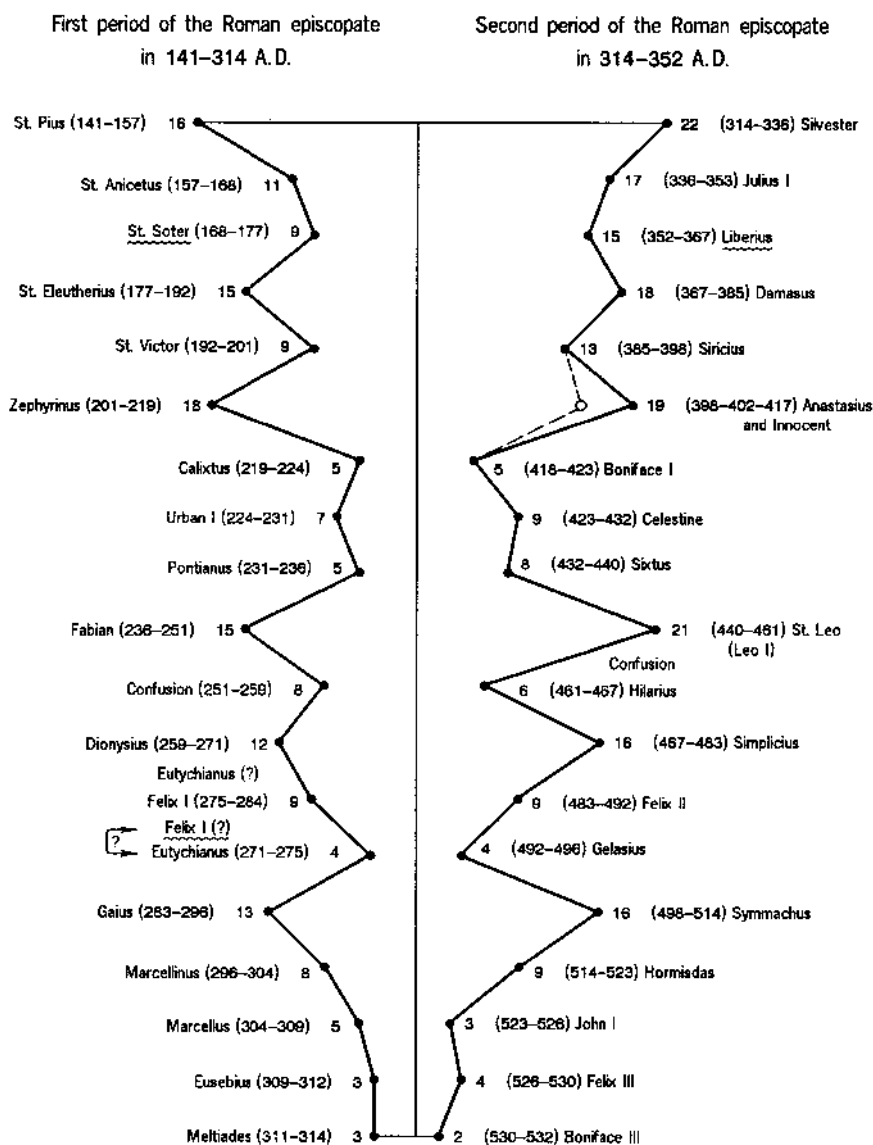 First period of the Roman episcopate
in 141–314 A.D.
Second period of the Roman episcopate
in 314–352 A.D.
St. Pius (141–157) 16
22 (314–336) Silvester
St. Anicetus (157–168) 11
17 (336–353) Julius I
St. Soter (168–177) 9
15 (352–367) Liberius
St. Eleutherius (177–192) 15
18 (367–385) Damasus
St. Victor (192–201) 9
13 (385–398) Siricius
Zephyrinus (201–219) 18
19 (398–402–417) Anastasius
and Innocent
Calixtus (219–224) 5
5 (418–423) Boniface I
Urban I (224–231) 7
9 (423–432) Celestine
Pontianus (231–236) 5
8 (432–440) Sixtus
Fabian (236–251) 15
21 (440–461) St. Leo
(Leo I)
Confusion
Confusion (251–259) 8
6 (461–467) Hilarius
Dionysius (259–271) 12
16 (467–483) Simplicius
Eutychianus (?)
Felix I (275–284) 9
9 (483–492) Felix II
Felix I (?)
?
Eutychianus (271–275) 4
4 (492–496) Gelasius
Gaius (283–296) 13
16 (498–514) Symmachus
Marcellinus (296–304) 8
9 (514–523) Hormisdas
Marcellus (304–309) 5
3 (523–526) John I
Eusebius (309–312) 3
4 (526–530) Felix III
Meltiades (311–314) 3
2 (530–532) Boniface III